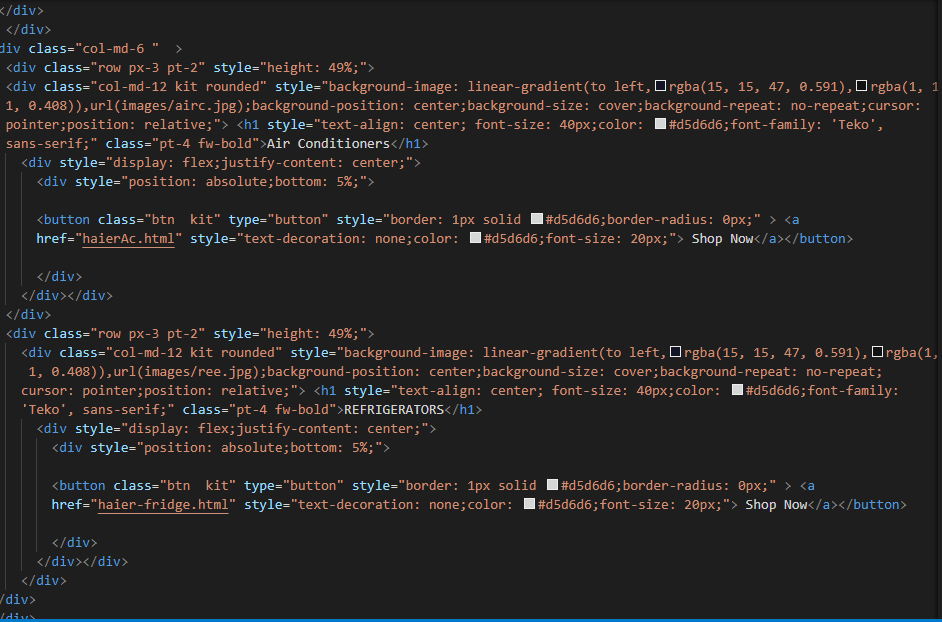 </div>
</div>
div class="col-md-6 "  >
<div class="row px-3 pt-2" style="height: 49%;">
<div class="col-md-12 kit rounded" style="background-image: linear-gradient(to left,rgba(15, 15, 47, 0.591),rgba(1, 1
1, 0.408)),url(images/airc.jpg);background-position: center;background-size: cover;background-repeat: no-repeat;cursor:
pointer;position: relative;"> <h1 style="text-align: center; font-size: 40px;color: #d5d6d6;font-family: 'Teko',
sans-serif;" class="pt-4 fw-bold">Air Conditioners</h1>
<div style="display: flex;justify-content: center;">
<div style="position: absolute;bottom: 5%;">
<button class="btn  kit" type="button" style="border: 1px solid #d5d6d6;border-radius: 0px;" > <a
href="haierAc.html" style="text-decoration: none;color: #d5d6d6;font-size: 20px;"> Shop Now</a></button>
</div>
</div></div>
</div>
<div class="row px-3 pt-2" style="height: 49%;">
<div class="col-md-12 kit rounded" style="background-image: linear-gradient(to left,rgba(15, 15, 47, 0.591),rgba(1,
1, 0.408)),url(images/ree.jpg);background-position: center;background-size: cover;background-repeat: no-repeat;
cursor: pointer;position: relative;"> <h1 style="text-align: center; font-size: 40px;color: #d5d6d6;font-family:
'Teko', sans-serif;" class="pt-4 fw-bold">REFRIGERATORS</h1>
<div style="display: flex;justify-content: center;">
<div style="position: absolute;bottom: 5%;">
<button class="btn  kit" type="button" style="border: 1px solid #d5d6d6;border-radius: 0px;" > <a
href="haier-fridge.html" style="text-decoration: none;color: #d5d6d6;font-size: 20px;"> Shop Now</a></button>
</div>
</div></div>
</div>
/div>
/div>